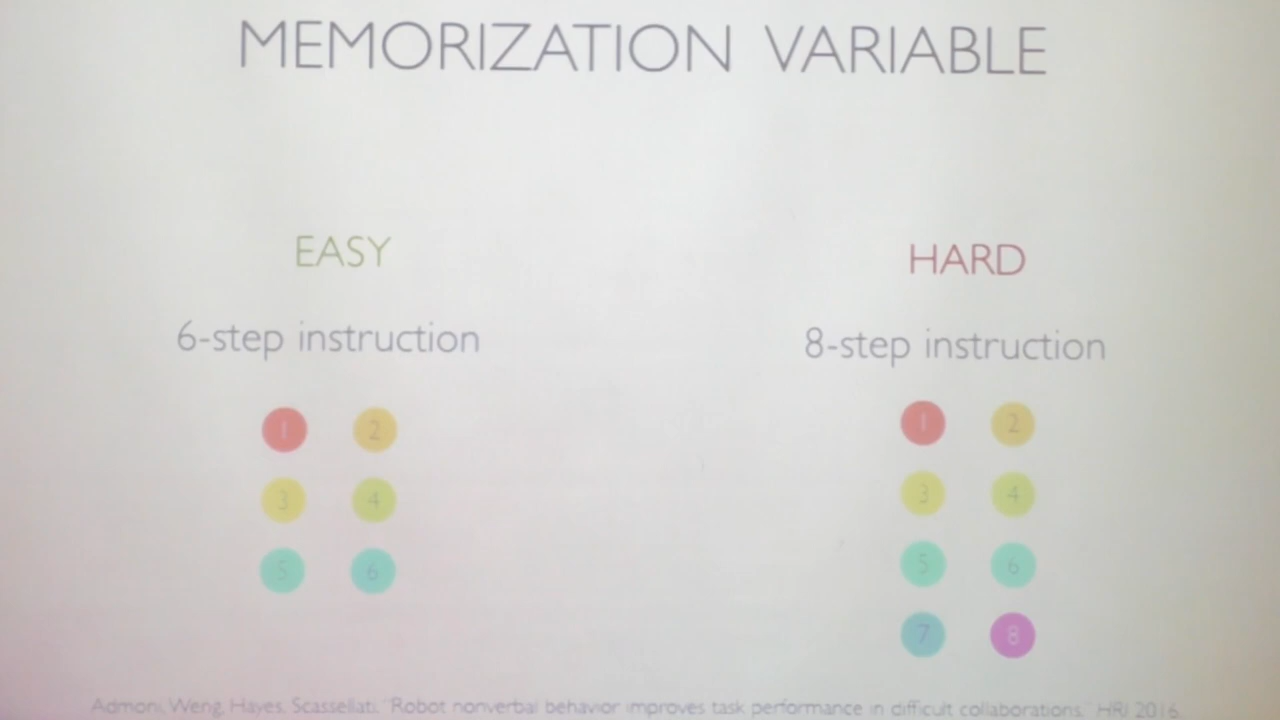 MEMORIZATION VARIABLE
EASY
6-step instruction
1 2
3 4
5 6
HARD
8-step instruction
1 2
3 4
5 6
7 8
Admoni, Weng, Hayes, Scassellati. "Robot nonverbal behavior improves task performance in difficult collaborations." HRI 2016.